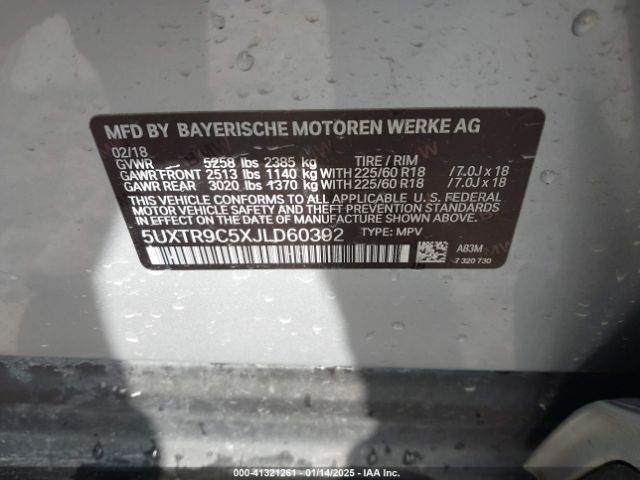 MFD BY BAYERISCHE MOTOREN WERKE AG
02/18
GVWR 5258 lbs 2385 kg TIRE / RIM
GAWR FRONT 2513 lbs 1140 kg WITH 225/60 R18 /7.0J x 18
GAWR REAR 3020 lbs 1370 kg WITH 225/60 R18 /7.0J x 18
THIS VEHICLE CONFORMS TO ALL APPLICABLE U. S. FEDERAL
MOTOR VEHICLE SAFETY, BUMPER, AND THEFT PREVENTION
STANDARDS IN EFFECT ON THE DATE OF MANUFACTURE SHOWN ABOVE.
5UXTR9C5XJLD60392 TYPE: MPV
A83M
7 320 730
000-41321261 - 01/14/2025 - IAA Inc.